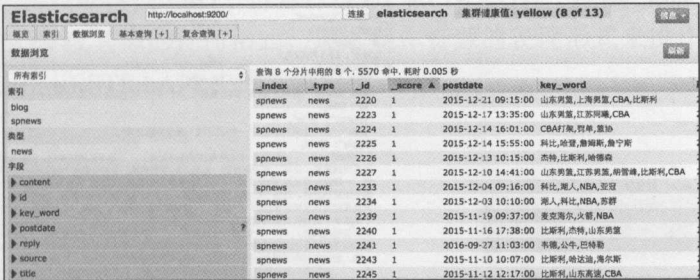 Elasticsearch http://localhost:9200/ 连接 elasticsearch 集群健康值: yellow (8 of 13)
概览 索引 数据浏览 基本查询 [+] 复合查询 [+]
数据浏览 刷新
所有索引
索引
blog
spnews
类型
news
字段
content
id
key_word
postdate ?
reply
source
title
查询 8 个分片中用的 8 个. 5570 命中. 耗时 0.005 秒
_index _type _id _score ▲ postdate key_word
spnews news 2220 1 2015-12-21 09:15:00 山东男篮,上海男篮,CBA,比斯利
spnews news 2223 1 2015-12-17 13:35:00 山东男篮,江苏同曦,CBA
spnews news 2224 1 2015-12-14 16:01:00 CBA打架,罚单,篮协
spnews news 2225 1 2015-12-14 15:55:00 科比,哈登,詹姆斯,詹宁斯
spnews news 2226 1 2015-12-13 10:15:00 杰特,比斯利,哈德森
spnews news 2227 1 2015-12-10 14:41:00 山东男篮,江苏男篮,胡雪峰,比斯利,CBA
spnews news 2233 1 2015-12-04 09:16:00 科比,湖人,NBA,亚冠
spnews news 2234 1 2015-12-03 10:10:00 湖人,科比,NBA,苏群
spnews news 2239 1 2015-11-19 09:37:00 麦克海尔,火箭,NBA
spnews news 2240 1 2015-11-16 17:38:00 比斯利,杰特,山东男篮
spnews news 2241 1 2016-09-27 11:03:00 韦德,公牛,巴特勒
spnews news 2243 1 2015-11-10 10:07:00 比斯利,哈达迪,海尔斯
spnews news 2245 1 2015-11-12 12:17:00 比斯利,山东高速,CBA